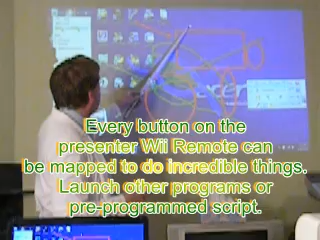 Every button on the
presenter Wii Remote can
be mapped to do incredible things.
Launch other programs or
pre-programmed script.